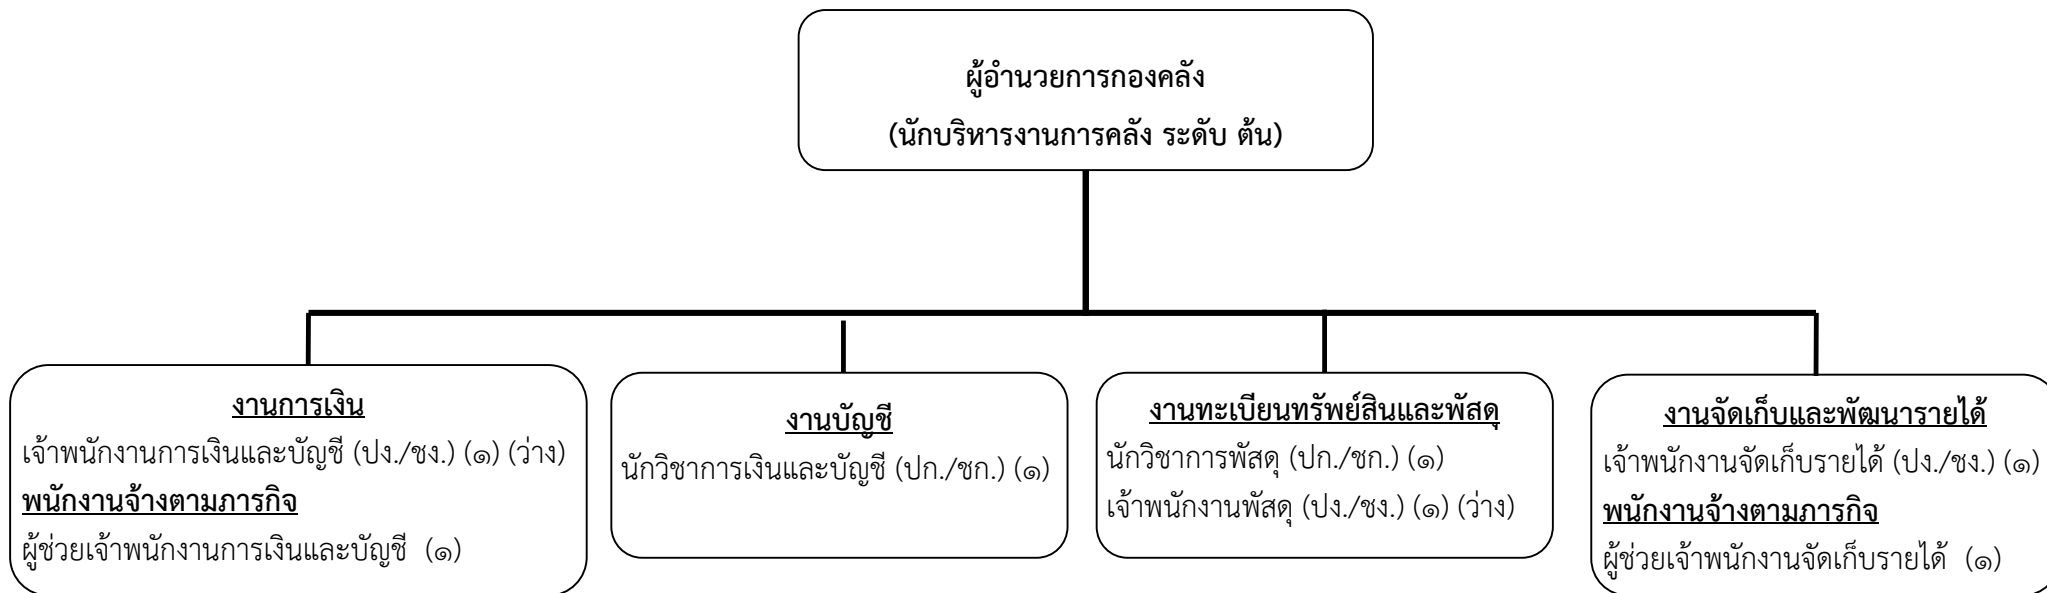 ผู้อำนวยการกองคลัง
(นักบริหารงานการคลัง ระดับ ต้น)
งานการเงิน
เจ้าพนักงานการเงินและบัญชี (ปง./ชง.) (๑) (ว่าง)
พนักงานจ้างตามภารกิจ
ผู้ช่วยเจ้าพนักงานการเงินและบัญชี (๑)
งานบัญชี
นักวิชาการเงินและบัญชี (ปก./ชก.) (๑)
งานทะเบียนทรัพย์สินและพัสดุ
นักวิชาการพัสดุ (ปก./ชก.) (๑)
เจ้าพนักงานพัสดุ (ปง./ชง.) (๑) (ว่าง)
งานจัดเก็บและพัฒนารายได้
เจ้าพนักงานจัดเก็บรายได้ (ปง./ชง.) (๑)
พนักงานจ้างตามภารกิจ
ผู้ช่วยเจ้าพนักงานจัดเก็บรายได้ (๑)